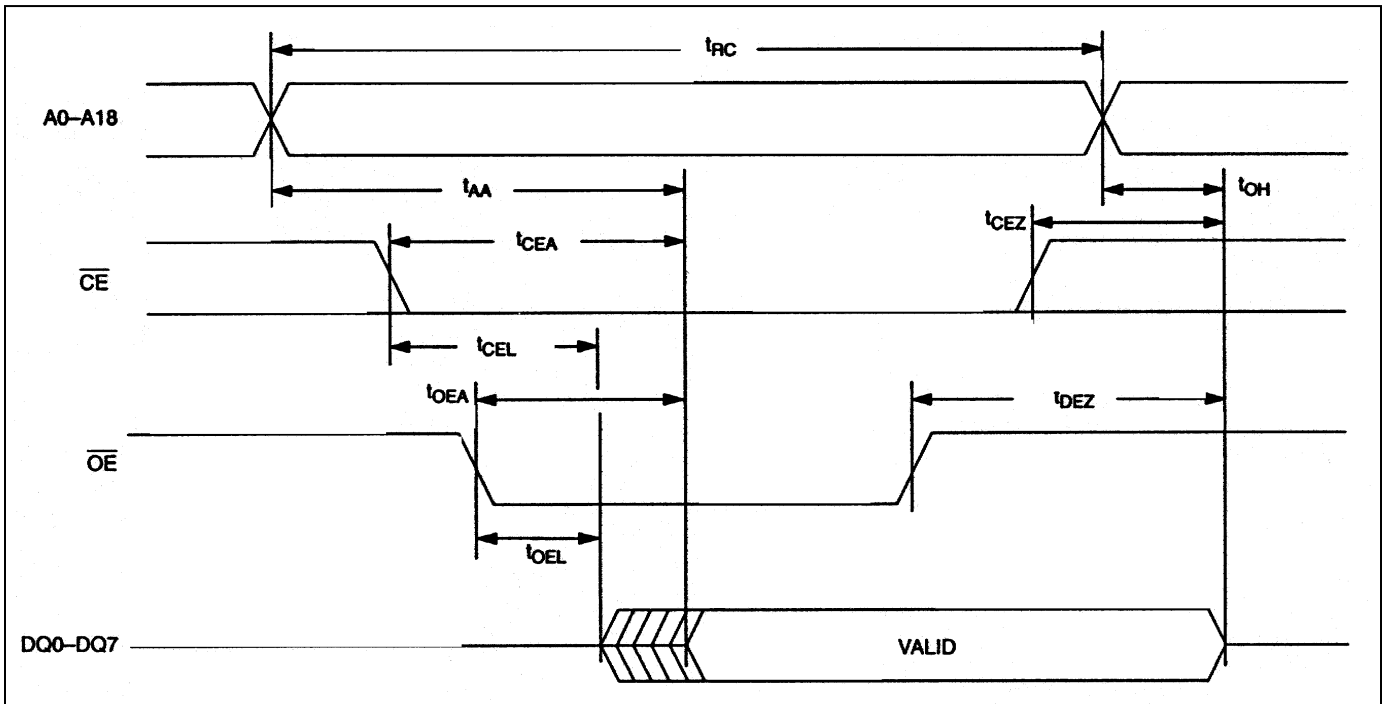 tRC
A0–A18
tAA
tOH
tCEZ
tCEA
CE
tCEL
tOEA
tDEZ
OE
tOEL
DQ0–DQ7
VALID